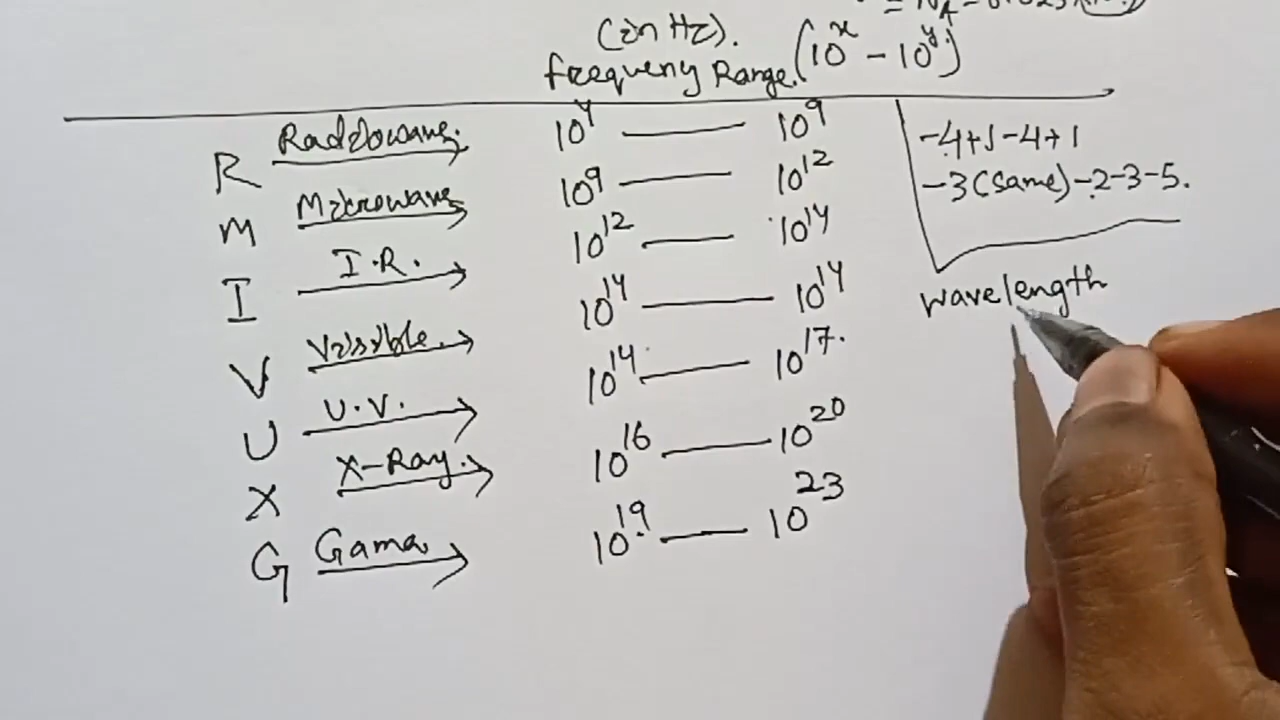 (in Hz).
frequeny Range. (10^x - 10^y)
R Radiowave. 10^4 — 10^9
M Microwave 10^9 — 10^12
I I.R. 10^12 — 10^14
V Visible. 10^14 — 10^14
U U.V. 10^14 — 10^17.
X X-Ray. 10^16 — 10^20
G Gama 10^19 — 10^23
-4+1-4+1
-3(Same)-2-3-5.
wavelength